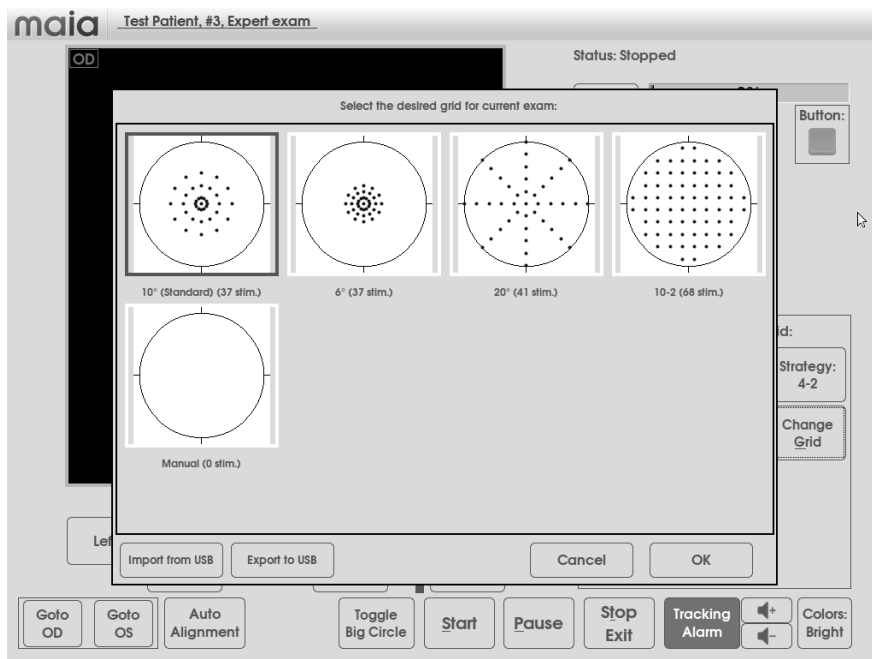 maia Test Patient, #3, Expert exam
OD
Status: Stopped
Select the desired grid for current exam:
Button:
10° (Standard) (37 stim.)
6° (37 stim.)
20° (41 stim.)
10-2 (68 stim.)
Manual (0 stim.)
Strategy:
4-2
Change
Grid
Import from USB
Export to USB
Cancel
OK
Goto
OD
Goto
OS
Auto
Alignment
Toggle
Big Circle
Start
Pause
Stop
Exit
Tracking
Alarm
+
-
Colors:
Bright